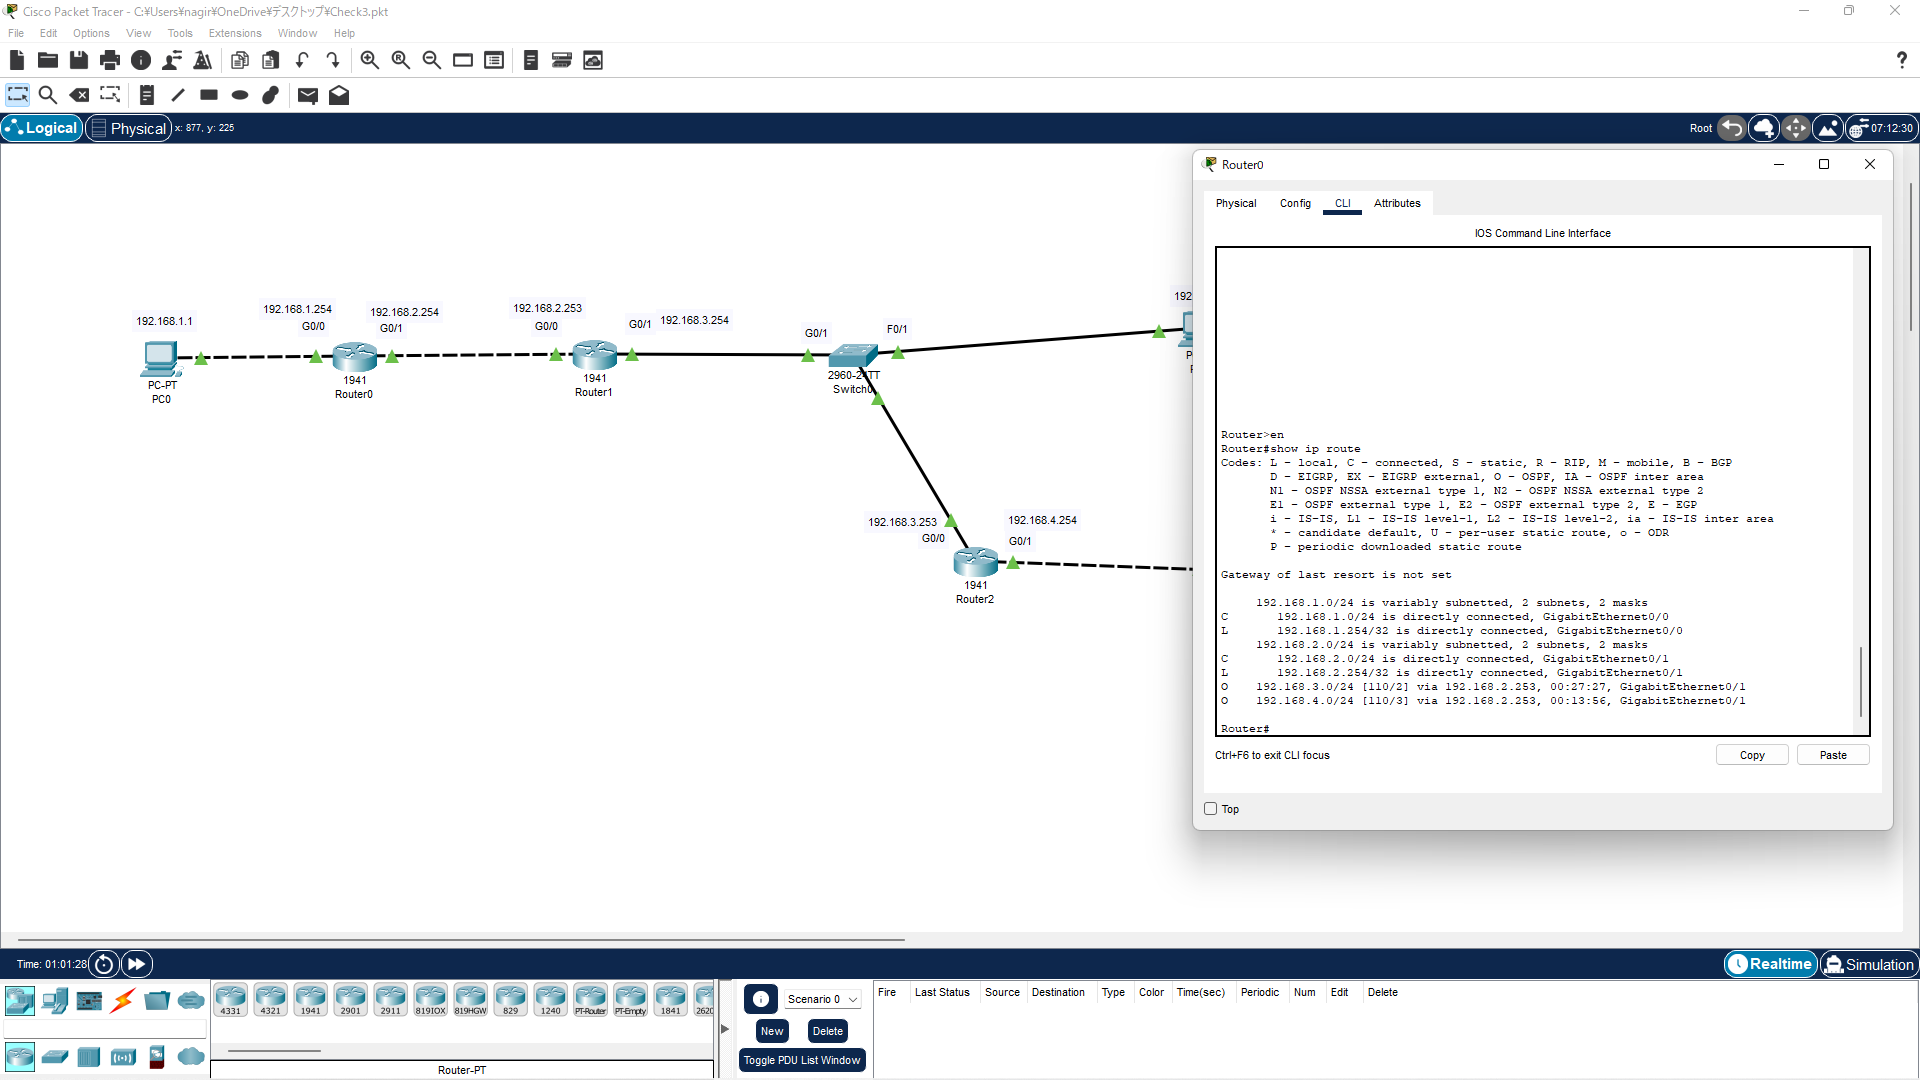 Cisco Packet Tracer - C:¥Users¥nagir¥OneDrive¥デスクトップ¥Check3.pkt
File Edit Options View Tools Extensions Window Help
?
Logical Physical x: 877, y: 225
Root 07:12:30
Router0
Physical Config CLI Attributes
IOS Command Line Interface
Router>en
Router#show ip route
Codes: L - local, C - connected, S - static, R - RIP, M - mobile, B - BGP
D - EIGRP, EX - EIGRP external, O - OSPF, IA - OSPF inter area
N1 - OSPF NSSA external type 1, N2 - OSPF NSSA external type 2
E1 - OSPF external type 1, E2 - OSPF external type 2, E - EGP
i - IS-IS, L1 - IS-IS level-1, L2 - IS-IS level-2, ia - IS-IS inter area
* - candidate default, U - per-user static route, o - ODR
P - periodic downloaded static route
Gateway of last resort is not set
192.168.1.0/24 is variably subnetted, 2 subnets, 2 masks
C 192.168.1.0/24 is directly connected, GigabitEthernet0/0
L 192.168.1.254/32 is directly connected, GigabitEthernet0/0
192.168.2.0/24 is variably subnetted, 2 subnets, 2 masks
C 192.168.2.0/24 is directly connected, GigabitEthernet0/1
L 192.168.2.254/32 is directly connected, GigabitEthernet0/1
O 192.168.3.0/24 [110/2] via 192.168.2.253, 00:27:27, GigabitEthernet0/1
O 192.168.4.0/24 [110/3] via 192.168.2.253, 00:13:56, GigabitEthernet0/1
Router#
Ctrl+F6 to exit CLI focus
Copy Paste
Top
192.168.1.1
PC-PT
PC0
192.168.1.254
G0/0
192.168.2.254
G0/1
1941
Router0
192.168.2.253
G0/0
G0/1 192.168.3.254
1941
Router1
G0/1
F0/1
2960-24TT
Switch0
192
P
192.168.3.253
G0/0
192.168.4.254
G0/1
1941
Router2
Time: 01:01:28
Realtime Simulation
4331 4321 1941 2901 2911 819IOX 819HGW 829 1240 PT-Router PT-Empty 1841 2620
Router-PT
Scenario 0
New Delete
Toggle PDU List Window
Fire Last Status Source Destination Type Color Time(sec) Periodic Num Edit Delete